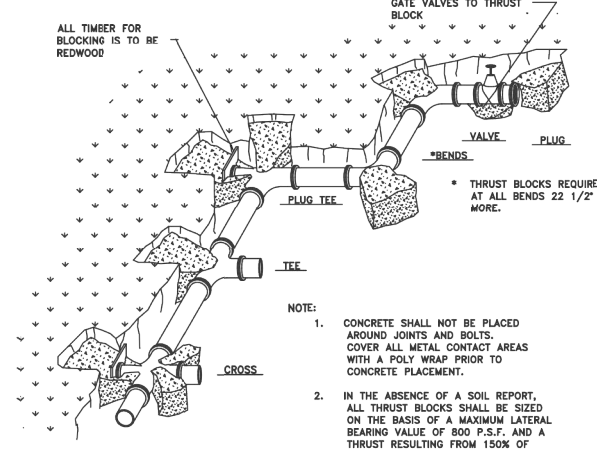 GATE VALVES TO THRUST
BLOCK
ALL TIMBER FOR
BLOCKING IS TO BE
REDWOOD
VALVE
PLUG
*BENDS
* THRUST BLOCKS REQUIRE
AT ALL BENDS 22 1/2°
MORE.
PLUG TEE
TEE
CROSS
NOTE:
1. CONCRETE SHALL NOT BE PLACED
AROUND JOINTS AND BOLTS.
COVER ALL METAL CONTACT AREAS
WITH A POLY WRAP PRIOR TO
CONCRETE PLACEMENT.
2. IN THE ABSENCE OF A SOIL REPORT,
ALL THRUST BLOCKS SHALL BE SIZED
ON THE BASIS OF A MAXIMUM LATERAL
BEARING VALUE OF 800 P.S.F. AND A
THRUST RESULTING FROM 150% OF